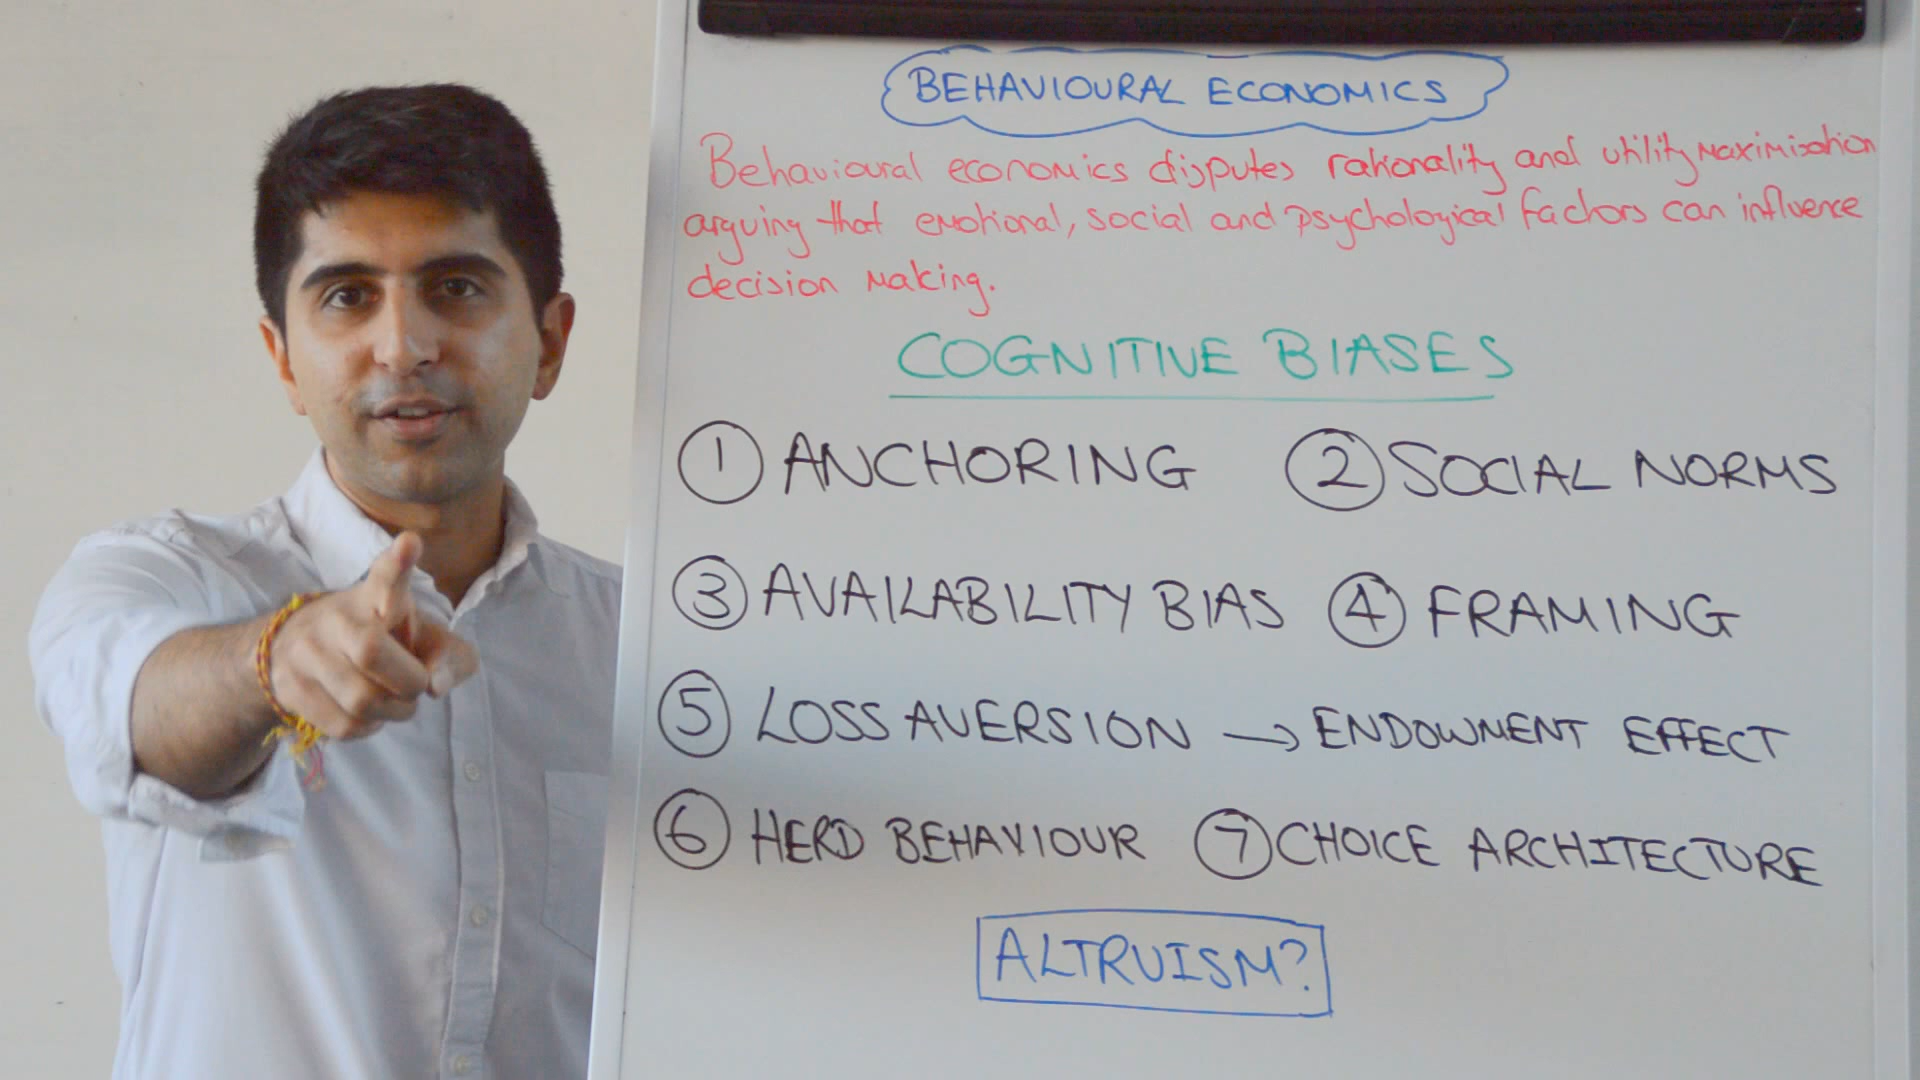 BEHAVIOURAL ECONOMICS
Behavioural economics disputes rationality and utility maximisation
arguing that emotional, social and psychological factors can influence
decision making.
COGNITIVE BIASES
1 ANCHORING 2 SOCIAL NORMS
3 AVAILABILITY BIAS 4 FRAMING
5 LOSS AVERSION → ENDOWMENT EFFECT
6 HERD BEHAVIOUR 7 CHOICE ARCHITECTURE
ALTRUISM?